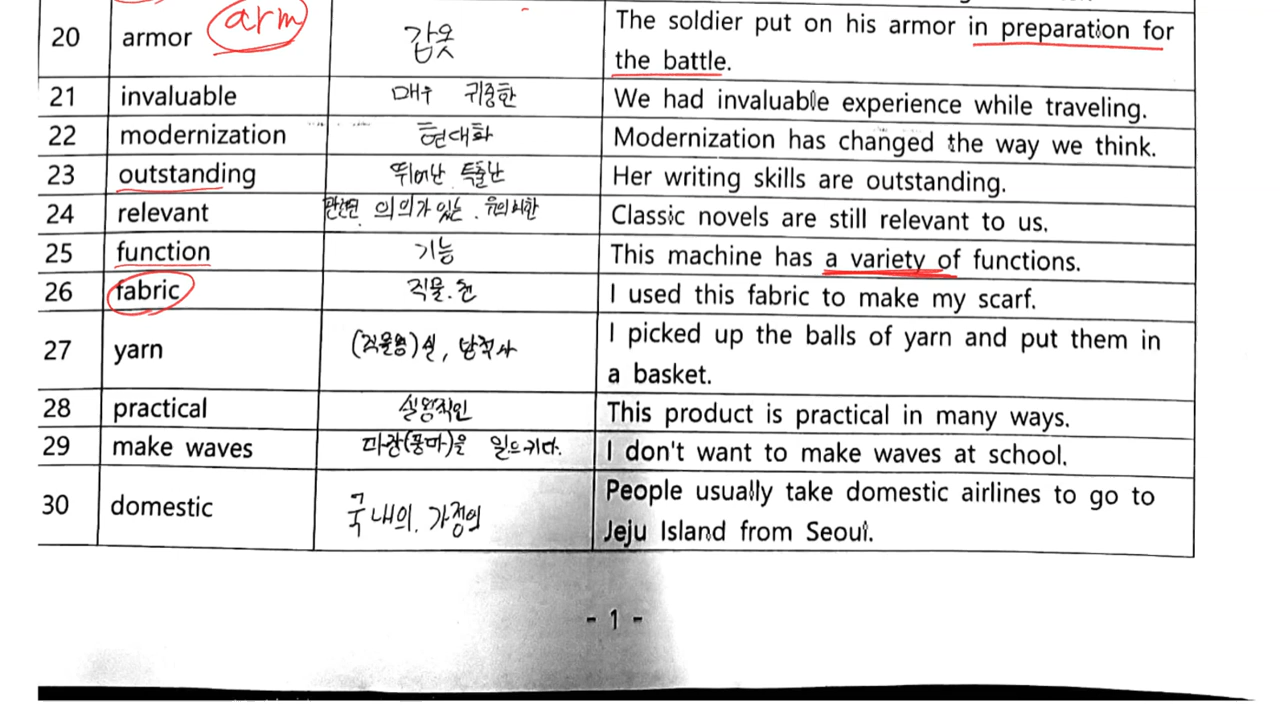 arm
20 armor 갑옷 The soldier put on his armor in preparation for
the battle.
21 invaluable 매우 귀중한 We had invaluable experience while traveling.
22 modernization 현대화 Modernization has changed the way we think.
23 outstanding 뛰어난 특출난 Her writing skills are outstanding.
24 relevant 관련된 의의가 있는. 유의미한 Classic novels are still relevant to us.
25 function 기능 This machine has a variety of functions.
26 fabric 직물.천 I used this fabric to make my scarf.
27 yarn (직물용)실, 방적사 I picked up the balls of yarn and put them in
a basket.
28 practical 실용적인 This product is practical in many ways.
29 make waves 파란(풍파)을 일으키다. I don't want to make waves at school.
30 domestic 국내의. 가정의 People usually take domestic airlines to go to
Jeju Island from Seoul.
- 1 -